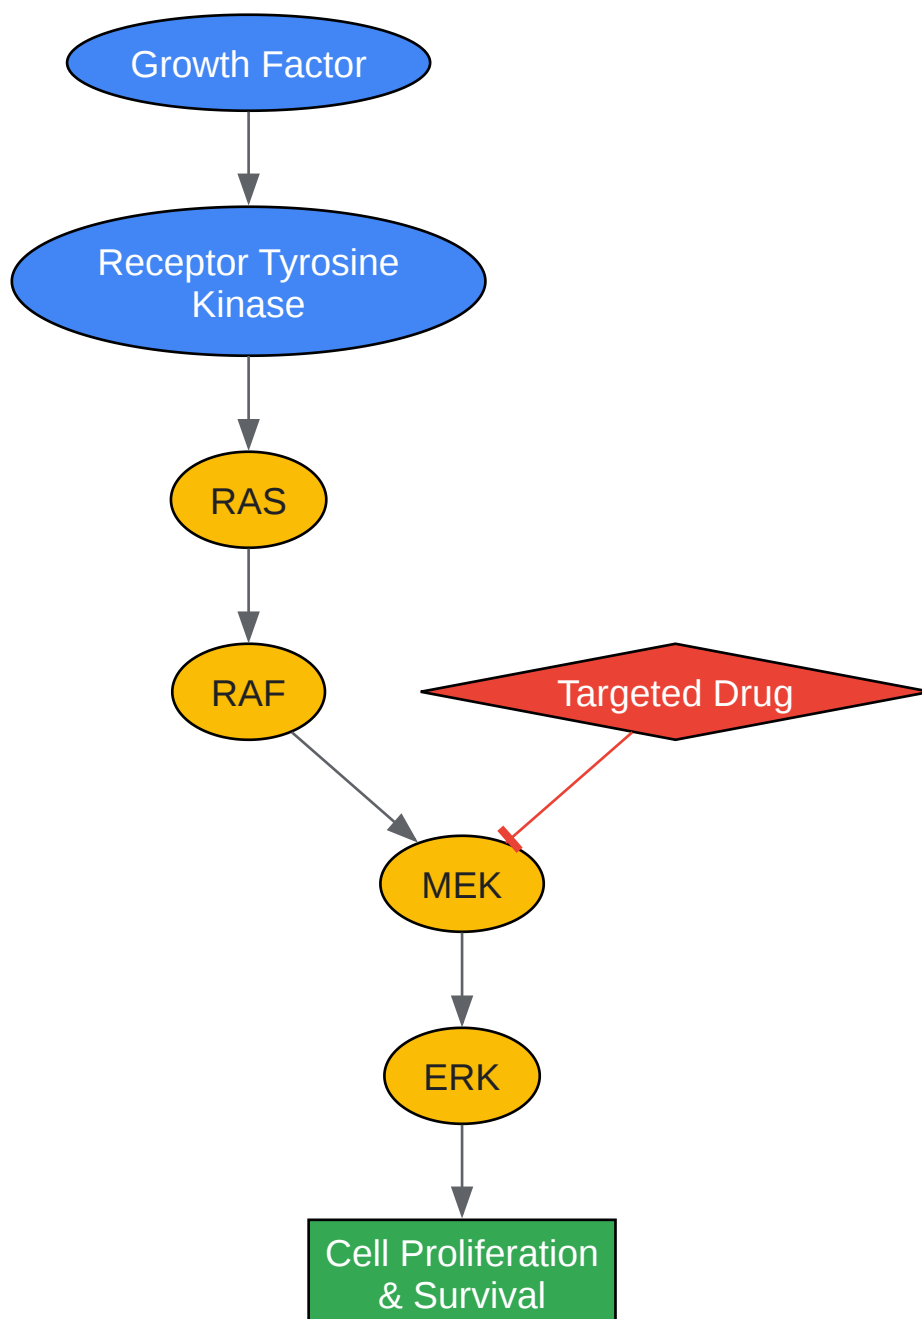 Growth Factor
Receptor Tyrosine
Kinase
RAS
RAF
Targeted Drug
MEK
ERK
Cell Proliferation
& Survival